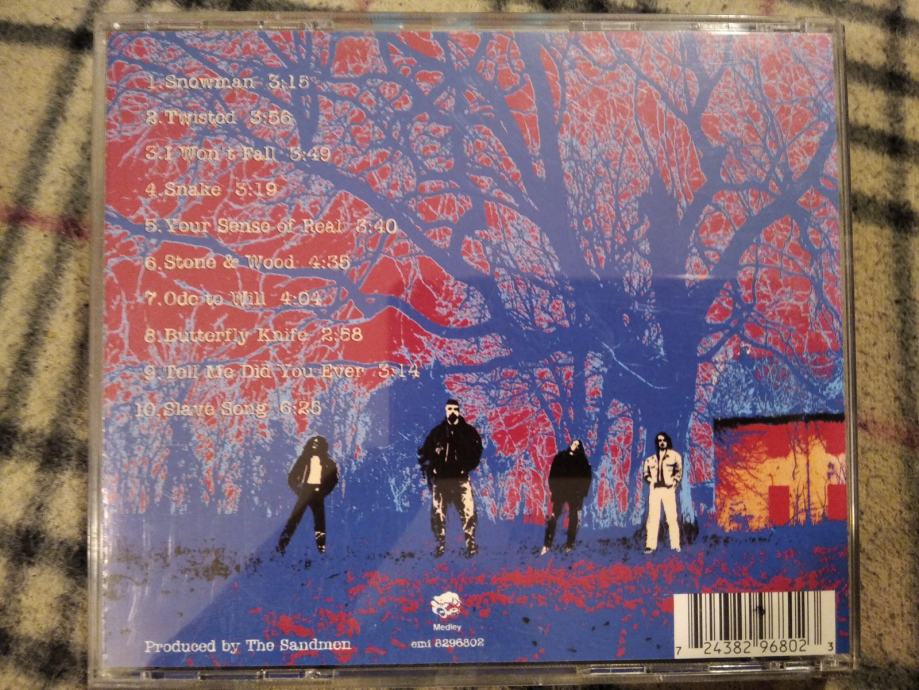 1.Snowman 3:15
2.Twisted 3:56
3.I Won't Fall 5:49
4.Snake 3:19
5.Your Sense of Real 3:40
6.Stone & Wood 4:35
7.Ode to Will 4:04
8.Butterfly Knife 2:58
9.Tell Me Did You Ever 3:14
10.Slave Song 6:25
Medley
Produced by The Sandmen
emi 8296802
7 24382 96802 3